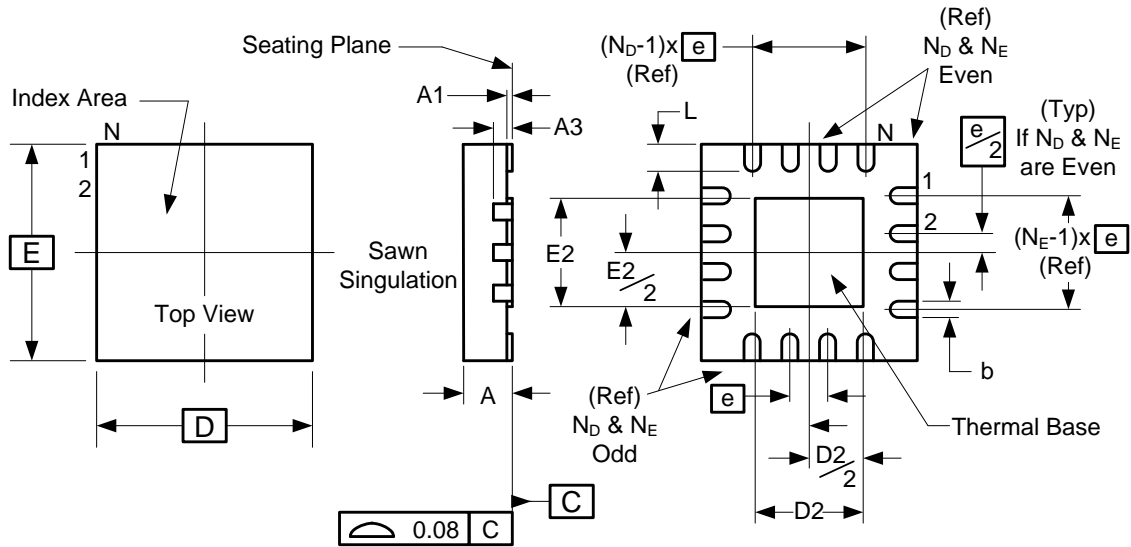 Seating Plane
Index Area
N
1
2
E
Top View
D
A1
A3
Sawn
Singulation
A
0.08 C
C
(N_D-1)x e
(Ref)
(Ref)
N_D & N_E
Even
L
N
e/2
(Typ)
If N_D & N_E
are Even
1
2
E2
E2/2
(N_E-1)x e
(Ref)
b
(Ref)
N_D & N_E
Odd
e
Thermal Base
D2/2
D2